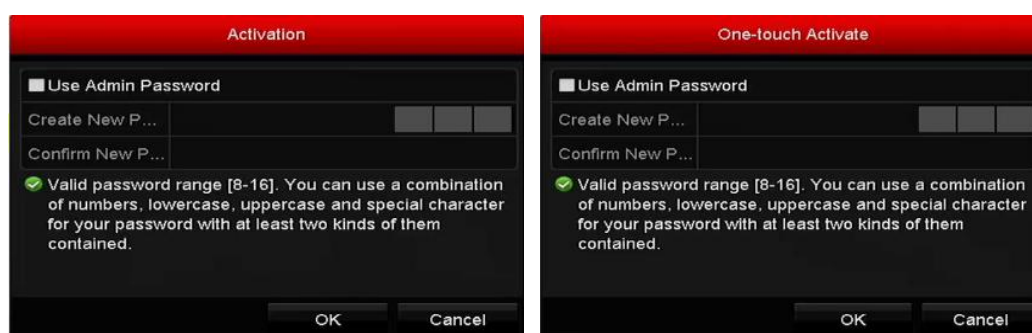 Activation
Use Admin Password
Create New P...
Confirm New P...
Valid password range [8-16]. You can use a combination
of numbers, lowercase, uppercase and special character
for your password with at least two kinds of them
contained.
OK Cancel
One-touch Activate
Use Admin Password
Create New P...
Confirm New P...
Valid password range [8-16]. You can use a combination
of numbers, lowercase, uppercase and special character
for your password with at least two kinds of them
contained.
OK Cancel